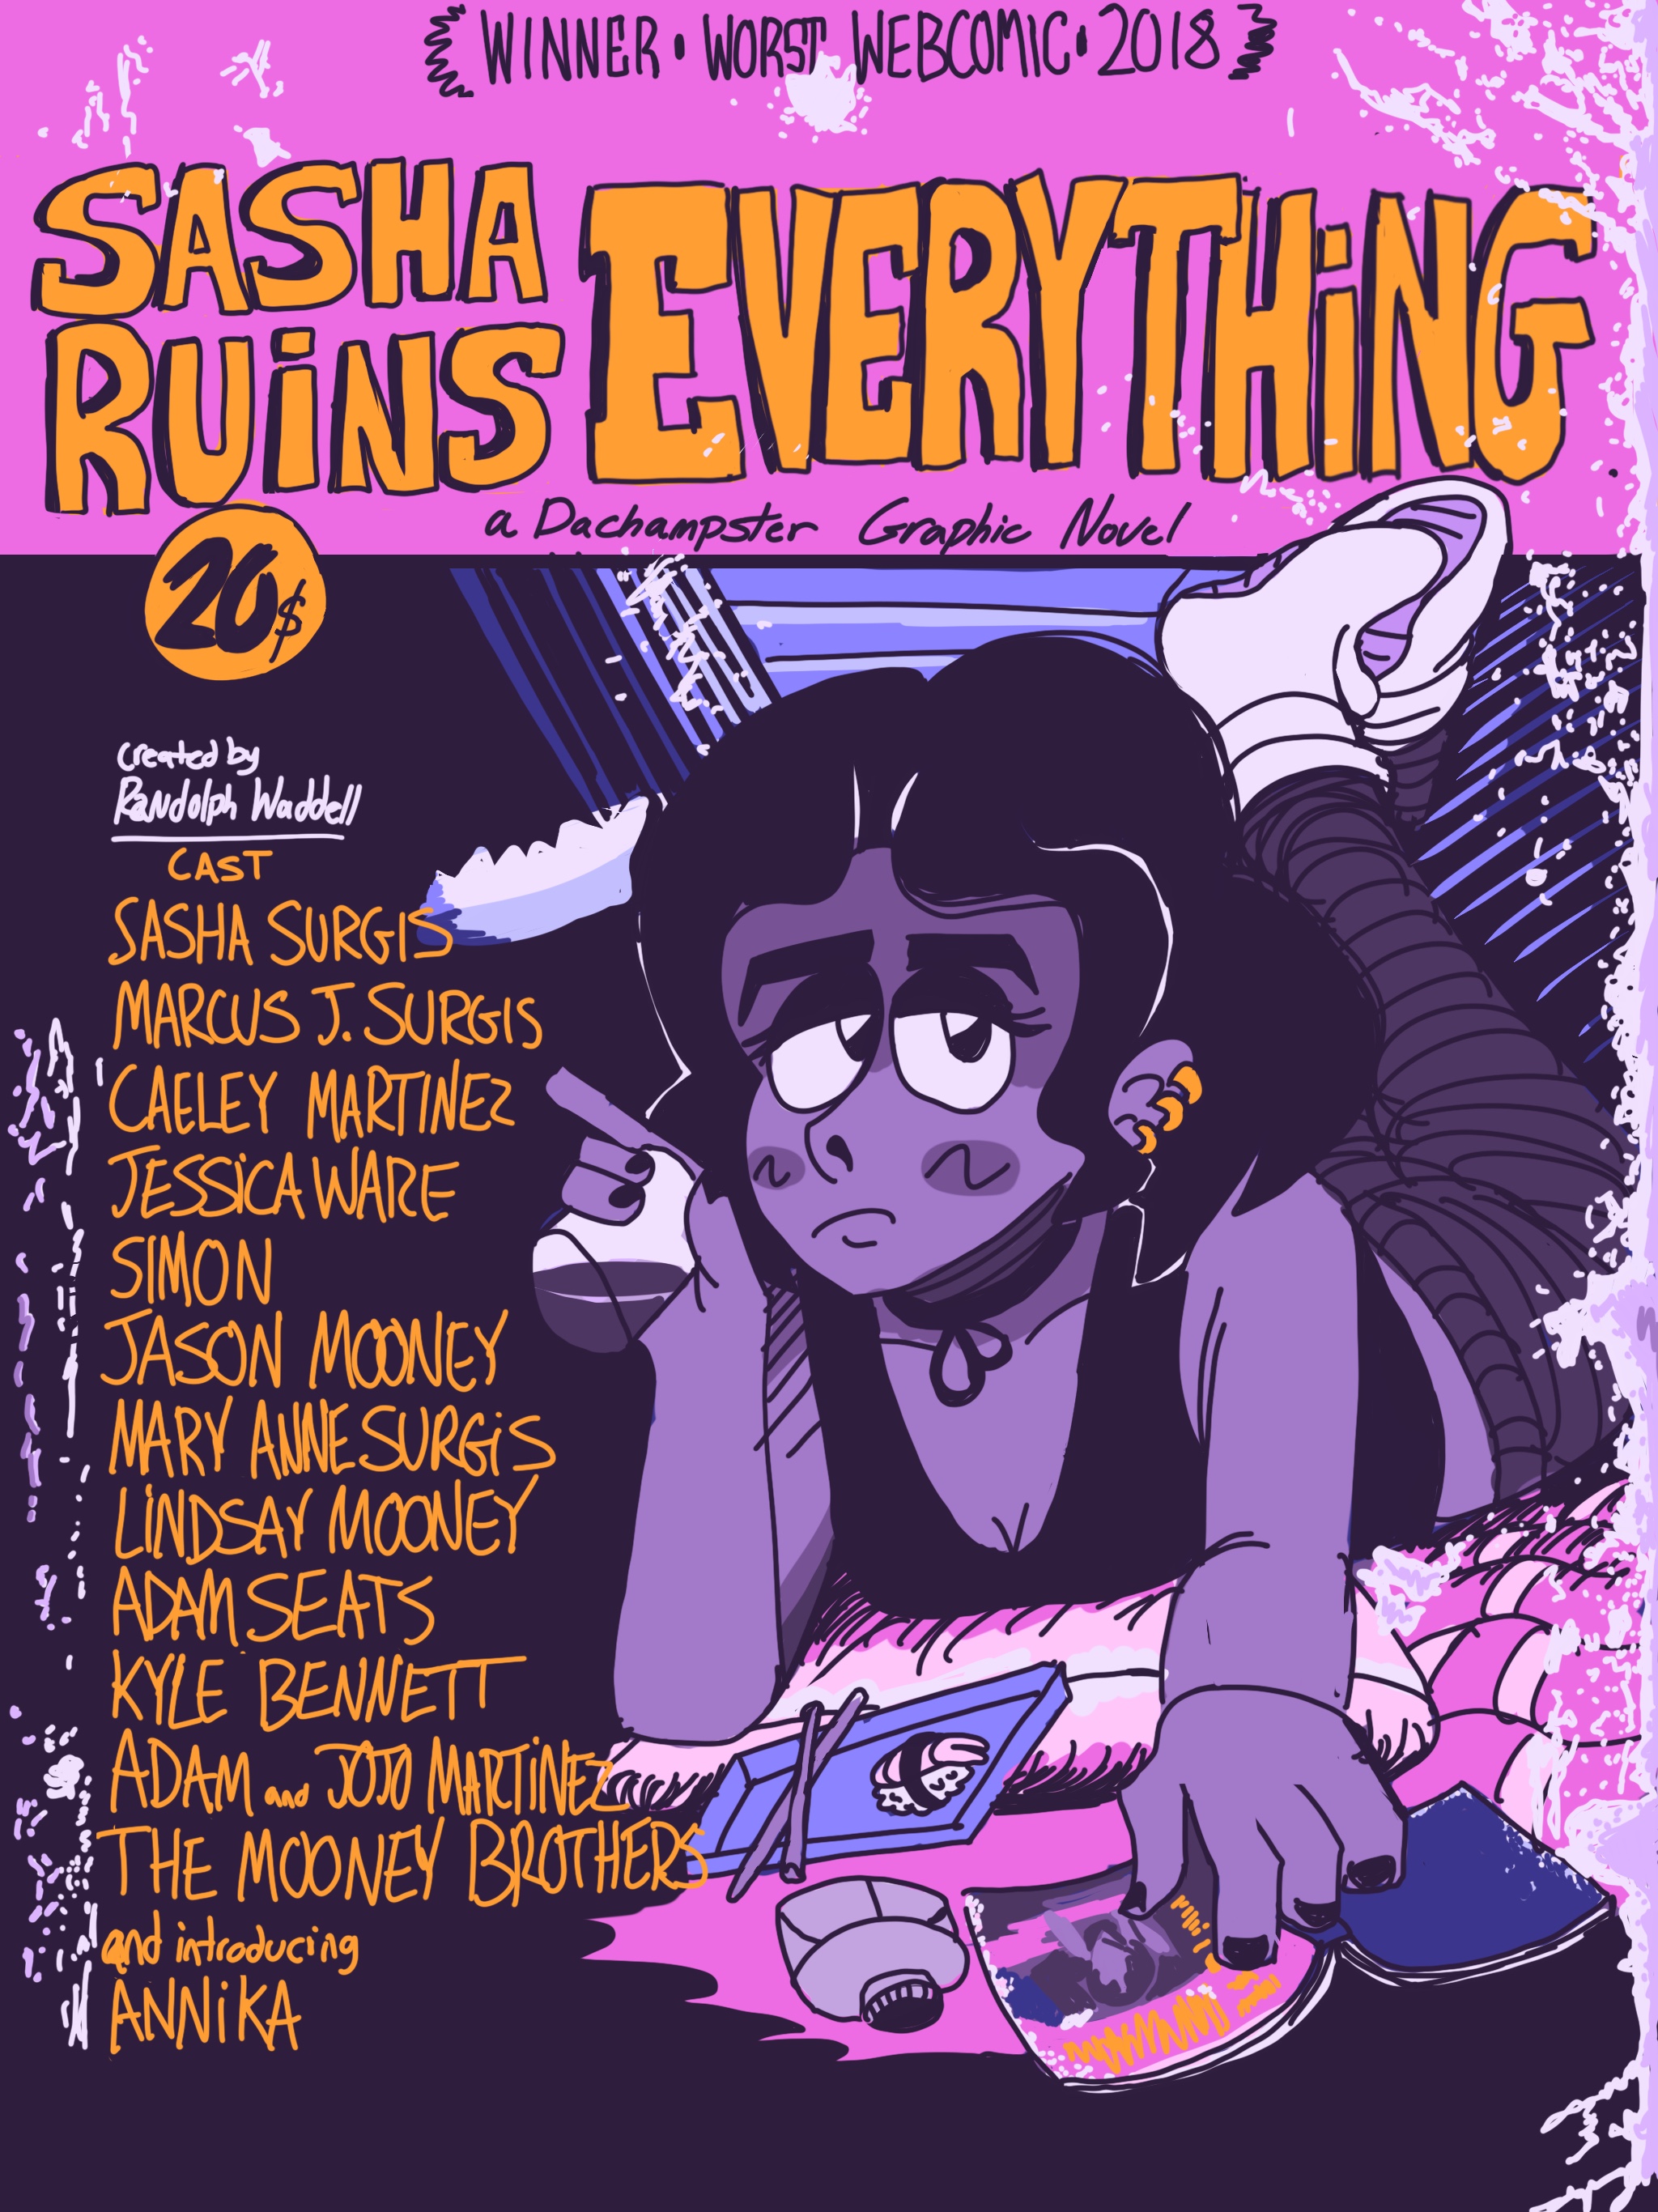 WINNER • WORST WEBCOMIC • 2018
SASHA
RUiNS
EVERYTHiNG
a Dachampster Graphic Novel
20$
created by
Randolph Waddell
CAST
SASHA SURGIS
MARCUS J. SURGIS
CAELEY MARTINEZ
JESSiCA WARE
SIMON
JASON MOONEY
MARY ANNE SURGiS
LiNDSAY MOONEY
ADAM SEATS
KYLE BENNETT
ADAM and JOJO MARTiNEZ
THE MOONEY BROTHERS
and introducing
ANNiKA